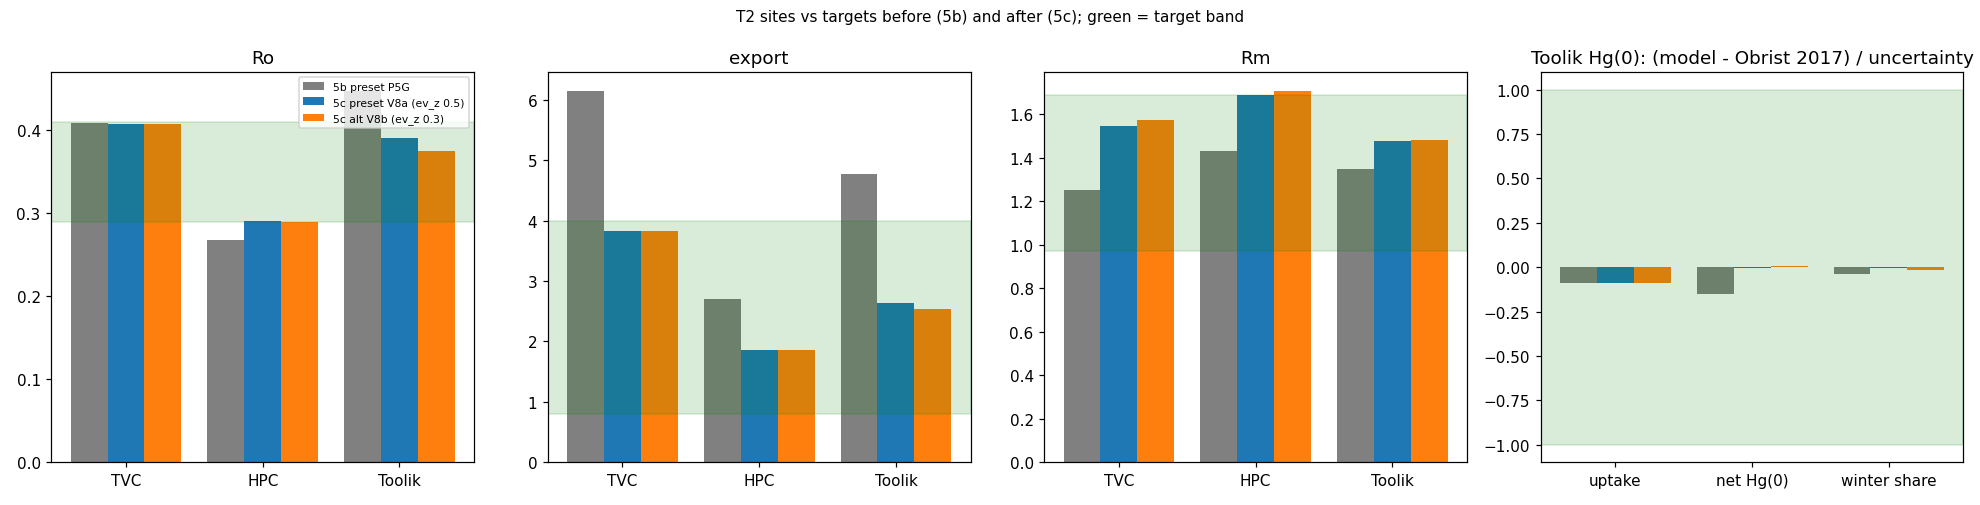 T2 sites vs targets before (5b) and after (5c); green = target band
Ro
5b preset P5G
5c preset V8a (ev_z 0.5)
5c alt V8b (ev_z 0.3)
0.4
0.3
0.2
0.1
0.0
TVC
HPC
Toolik
export
6
5
4
3
2
1
0
TVC
HPC
Toolik
Rm
1.6
1.4
1.2
1.0
0.8
0.6
0.4
0.2
0.0
TVC
HPC
Toolik
Toolik Hg(0): (model - Obrist 2017) / uncertainty
1.00
0.75
0.50
0.25
0.00
−0.25
−0.50
−0.75
−1.00
uptake
net Hg(0)
winter share